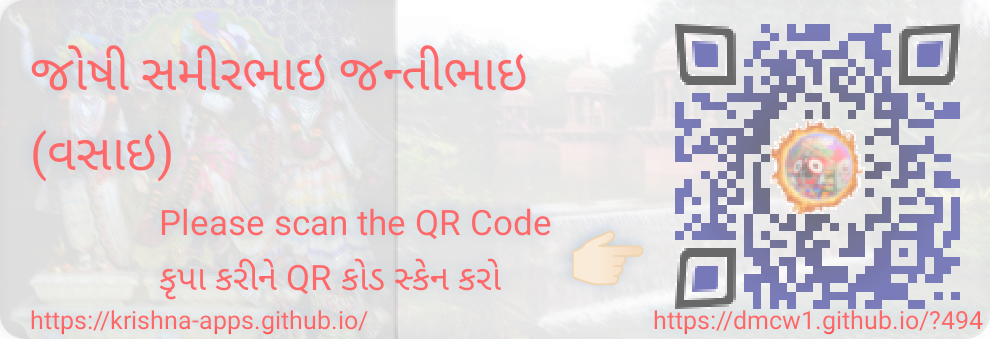 જોષી સમીરભાઇ જન્તીભાઇ
(વસાઇ)
Please scan the QR Code
કૃપા કરીને QR કોડ સ્કેન કરો
https://krishna-apps.github.io/
https://dmcw1.github.io/?494